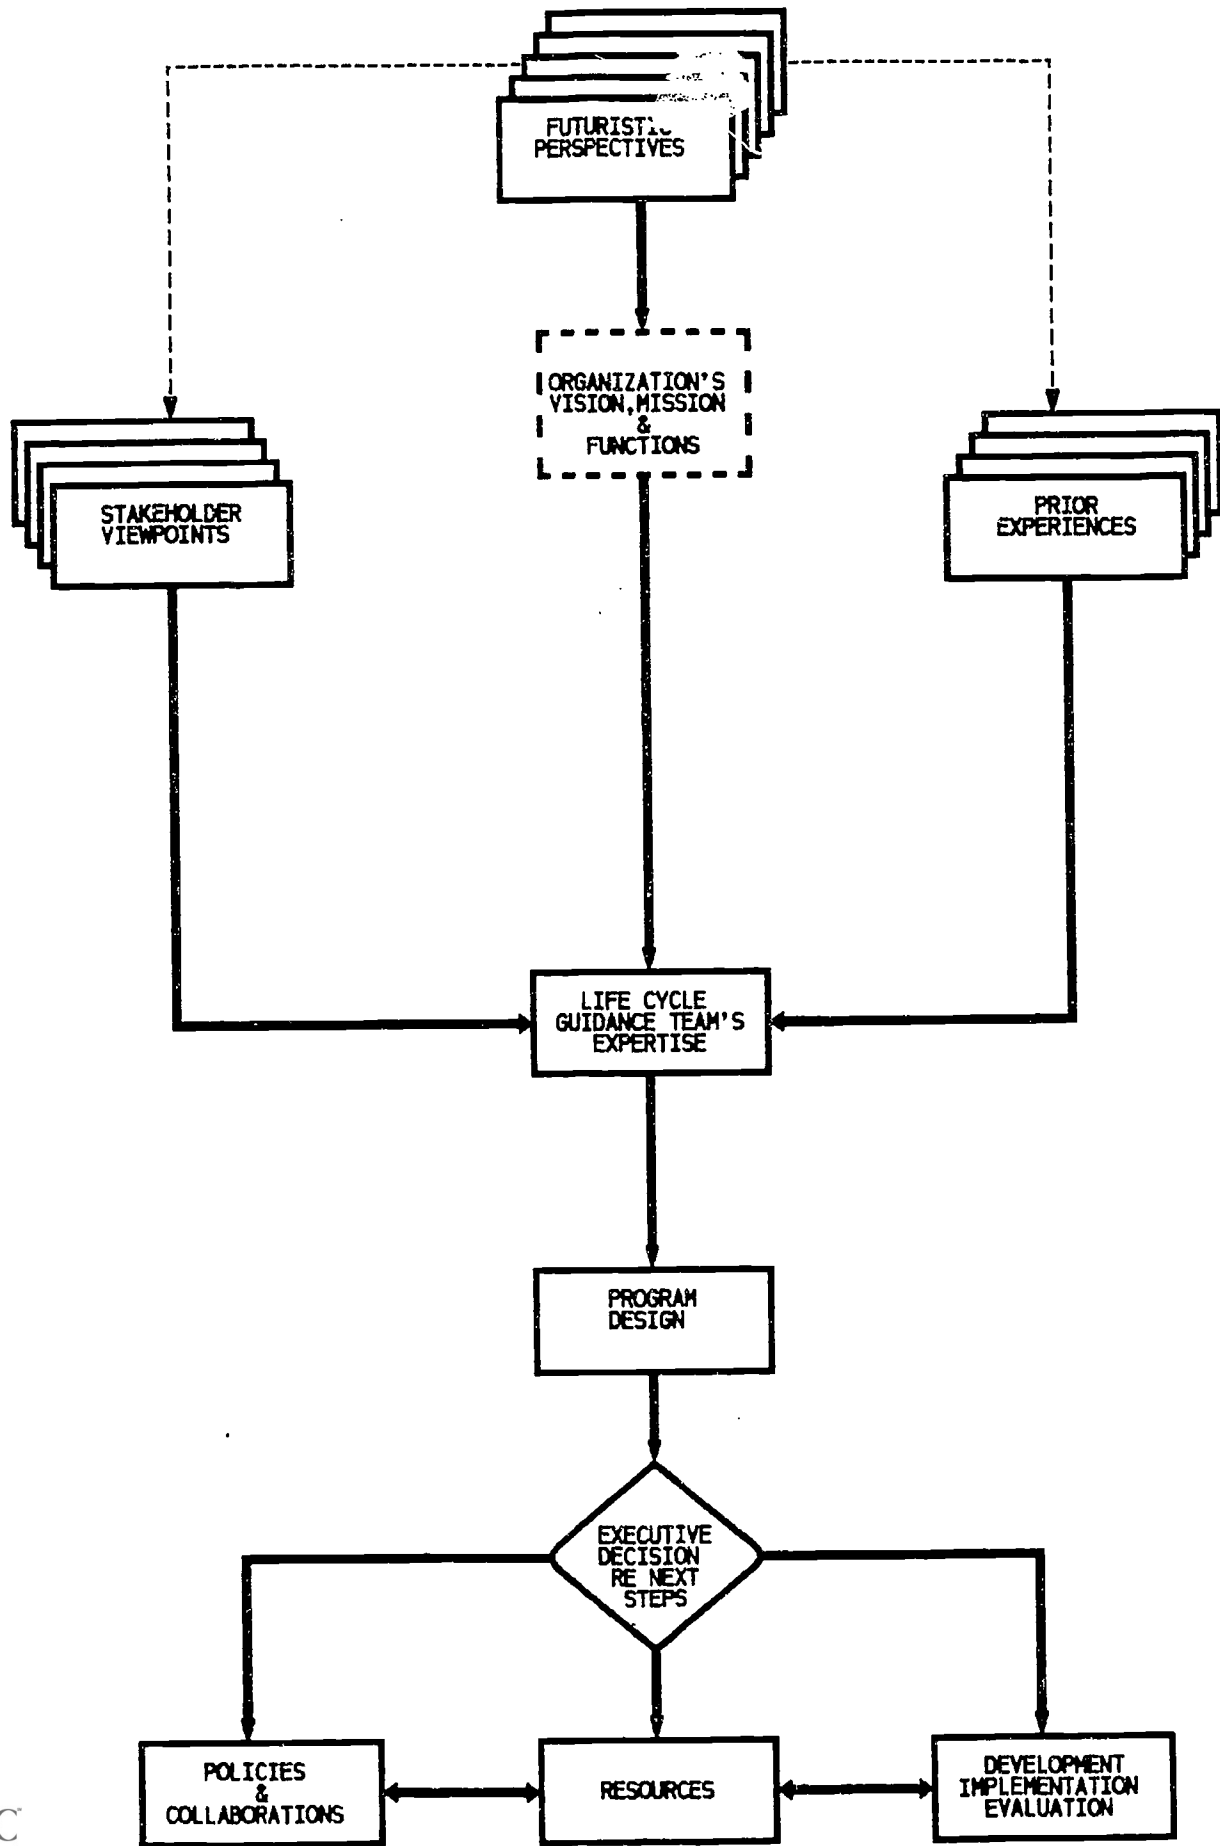 PERSPECTIVES
ORGANIZATION'S
VISION, MISSION
&
FUNCTIONS
STAKEHOLDER
VIEWPOINTS
PRIOR
EXPERIENCES
LIFE CYCLE
GUIDANCE TEAM'S
EXPERTISE
PROGRAM
DESIGN
EXECUTIVE
DECISION
RE NEXT
STEPS
POLICIES
&
COLLABORATIONS
RESOURCES
DEVELOPMENT
IMPLEMENTATION
EVALUATION